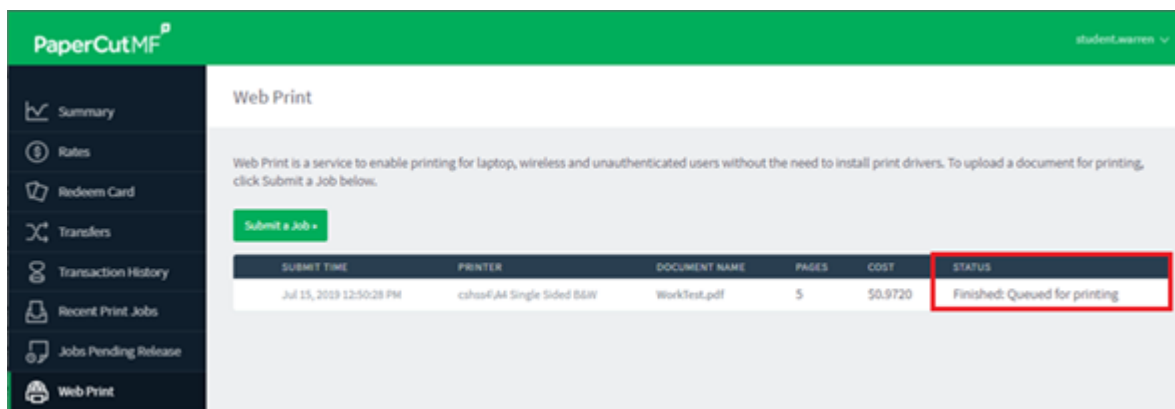 PaperCutMF
student.warren
Summary
Rates
Redeem Card
Transfers
Transaction History
Recent Print Jobs
Jobs Pending Release
Web Print
Web Print
Web Print is a service to enable printing for laptop, wireless and unauthenticated users without the need to install print drivers. To upload a document for printing,
click Submit a Job below.
Submit a Job »
SUBMIT TIME PRINTER DOCUMENT NAME PAGES COST STATUS
Jul 15, 2019 12:50:28 PM cshss4\A4 Single Sided B&W WorkTest.pdf 5 $0.9720 Finished: Queued for printing